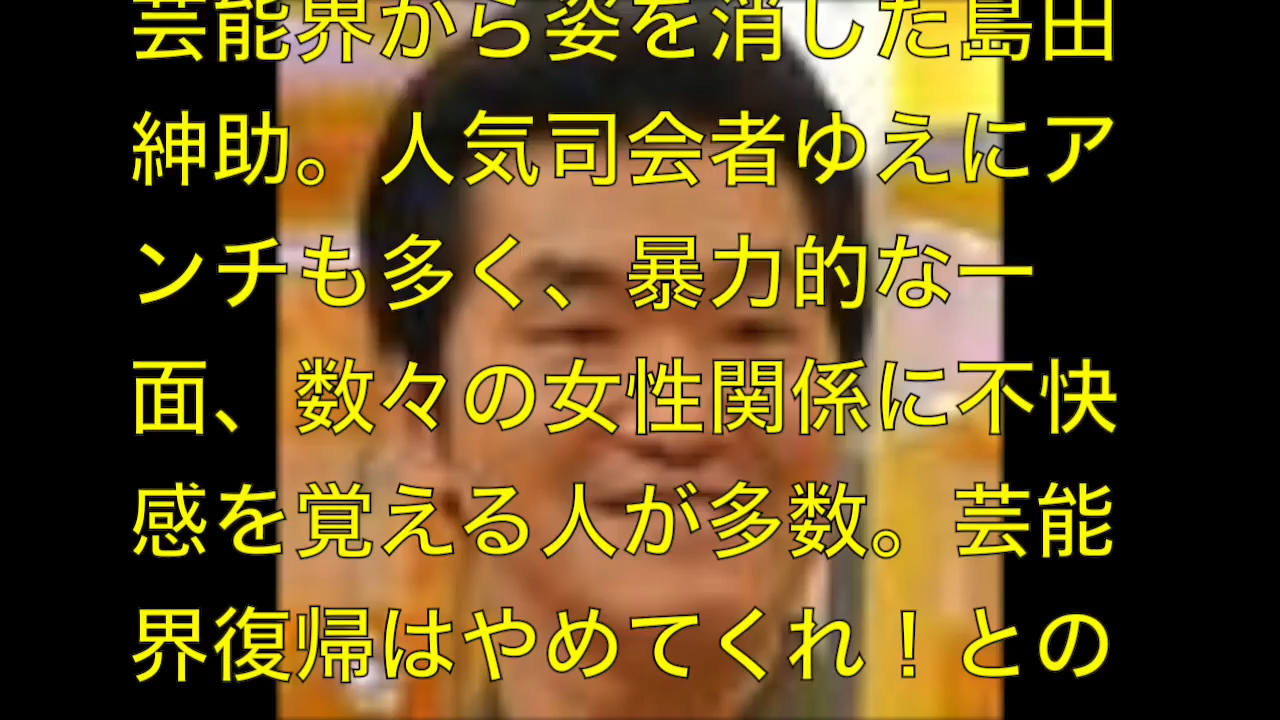 芸能界から姿を消した島田
紳助。人気司会者ゆえにア
ンチも多く、暴力的な一
面、数々の女性関係に不快
感を覚える人が多数。芸能
界復帰はやめてくれ！との